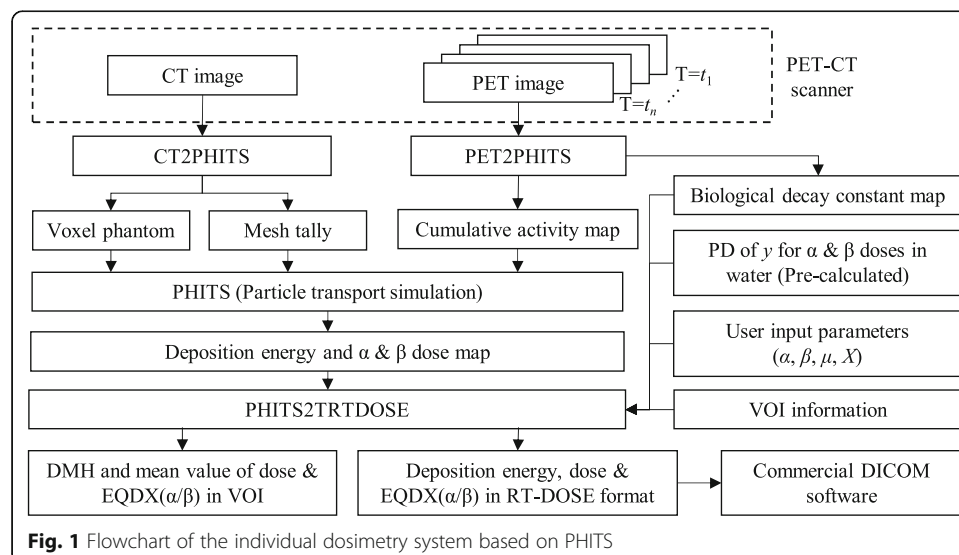 CT image
PET image
T=t1
T=tn
PET-CT
scanner
CT2PHITS
PET2PHITS
Voxel phantom
Mesh tally
Cumulative activity map
Biological decay constant map
PHITS (Particle transport simulation)
PD of y for α & β doses in
water (Pre-calculated)
Deposition energy and α & β dose map
User input parameters
(α, β, μ, X)
PHITS2TRTDOSE
VOI information
DMH and mean value of dose &
EQDX(α/β) in VOI
Deposition energy, dose &
EQDX(α/β) in RT-DOSE format
Commercial DICOM
software
Fig. 1 Flowchart of the individual dosimetry system based on PHITS